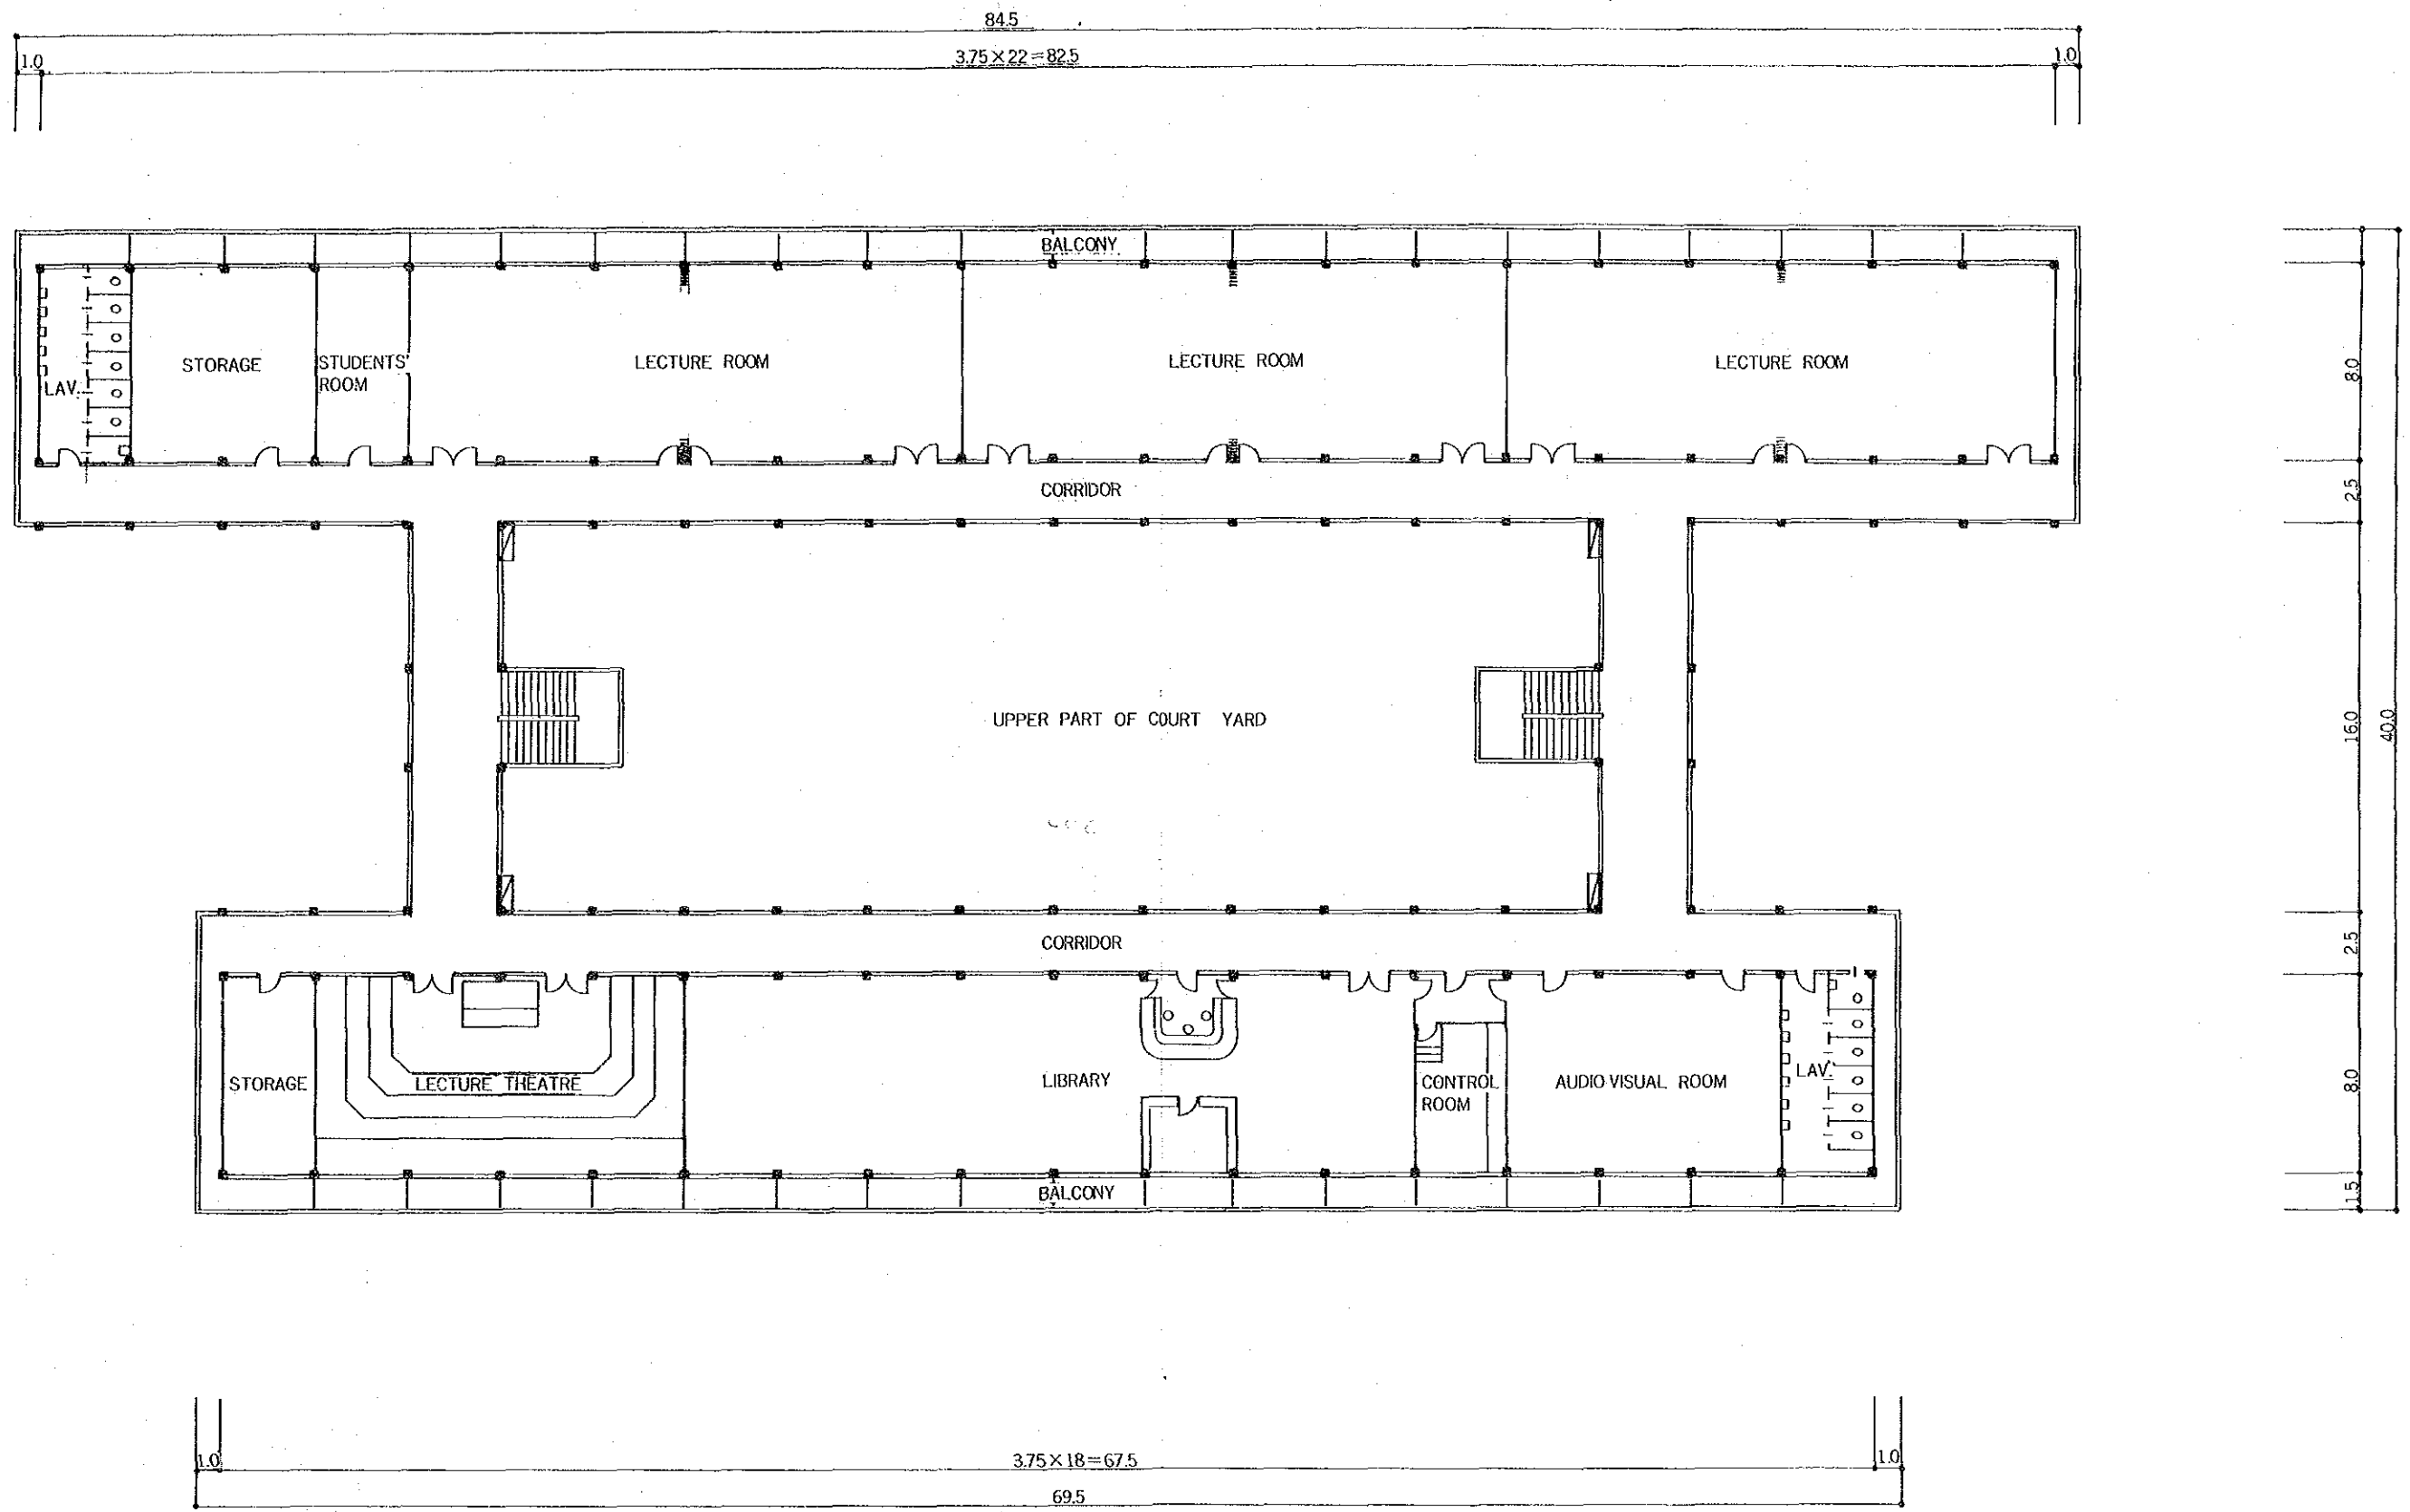 84.5
1.0
3.75×22=82.5
1.0
BALCONY
LAV.
STORAGE
STUDENTS'
ROOM
LECTURE ROOM
LECTURE ROOM
LECTURE ROOM
8.0
CORRIDOR
2.5
UPPER PART OF COURT YARD
16.0
40.0
CORRIDOR
2.5
STORAGE
LECTURE THEATRE
LIBRARY
CONTROL
ROOM
AUDIO VISUAL ROOM
LAV.
8.0
BALCONY
1.5
1.0
3.75×18=67.5
1.0
69.5